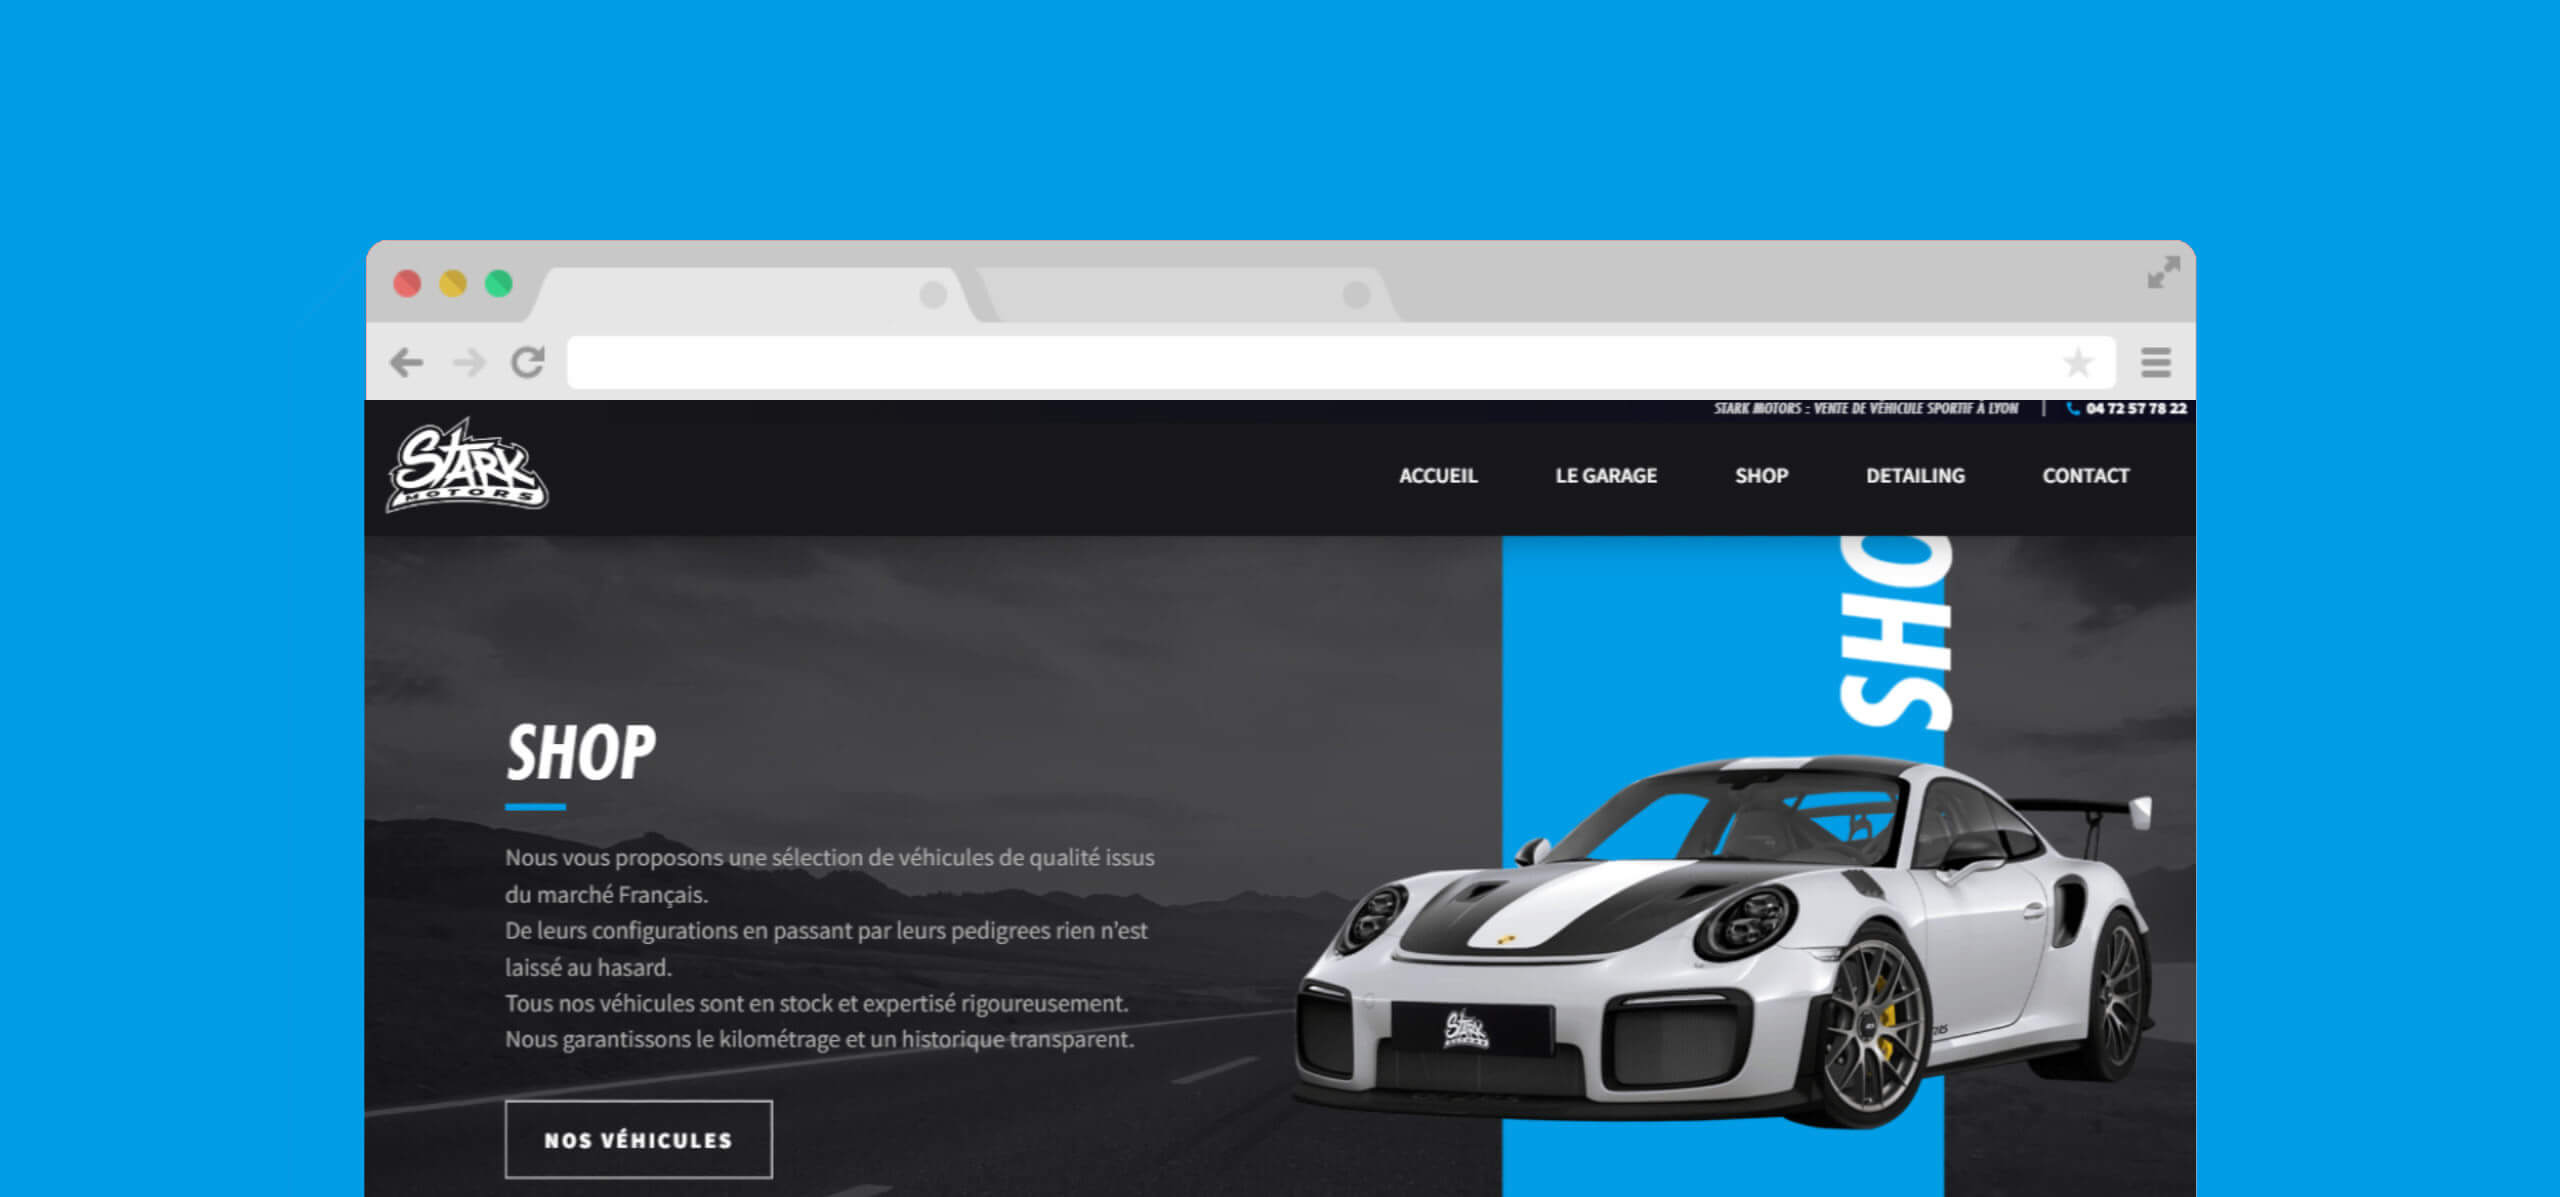 STARK MOTORS : VENTE DE VÉHICULE SPORTIF À LYON | 04 72 57 78 22
STARK
MOTORS
ACCUEIL LE GARAGE SHOP DETAILING CONTACT
SHO
SHOP
Nous vous proposons une sélection de véhicules de qualité issus
du marché Français.
De leurs configurations en passant par leurs pedigrees rien n’est
laissé au hasard.
Tous nos véhicules sont en stock et expertisé rigoureusement.
Nous garantissons le kilométrage et un historique transparent.
NOS VÉHICULES
STARK
MOTORS